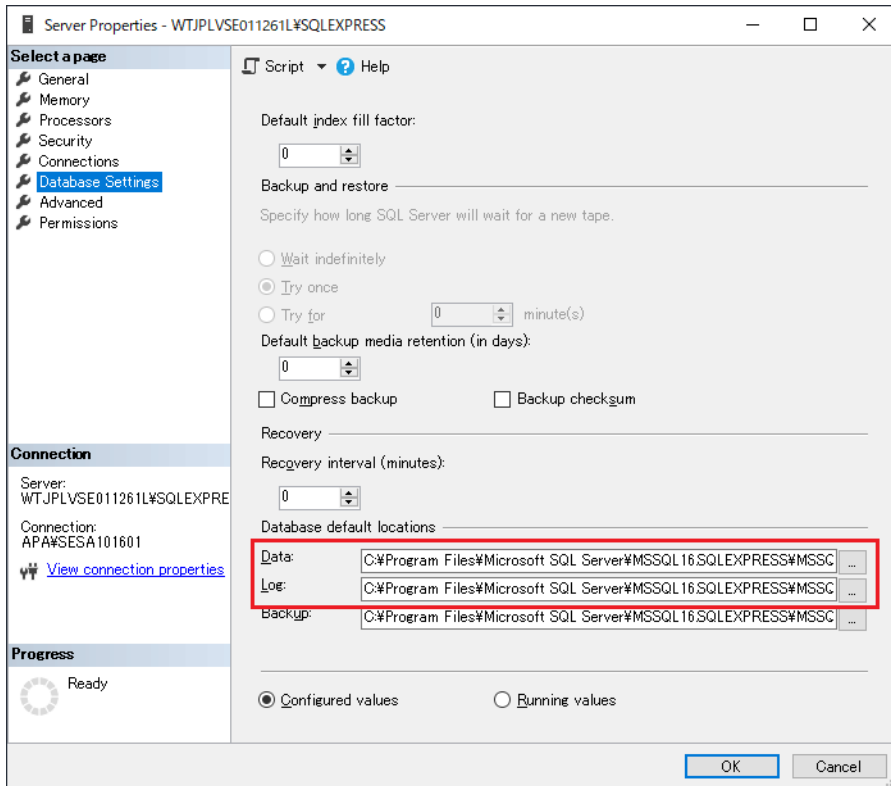 Server Properties - WTJPLVSE011261L¥SQLEXPRESS
Select a page
General
Memory
Processors
Security
Connections
Database Settings
Advanced
Permissions
Script
Help
Default index fill factor:
0
Backup and restore
Specify how long SQL Server will wait for a new tape.
Wait indefinitely
Try once
Try for 0 minute(s)
Default backup media retention (in days):
0
Compress backup Backup checksum
Recovery
Recovery interval (minutes):
0
Database default locations
Data: C:¥Program Files¥Microsoft SQL Server¥MSSQL16.SQLEXPRESS¥MSSQ ...
Log: C:¥Program Files¥Microsoft SQL Server¥MSSQL16.SQLEXPRESS¥MSSQ ...
Backup: C:¥Program Files¥Microsoft SQL Server¥MSSQL16.SQLEXPRESS¥MSSQ ...
Configured values Running values
Connection
Server:
WTJPLVSE011261L¥SQLEXPRE
Connection:
APA¥SESA101601
View connection properties
Progress
Ready
OK Cancel